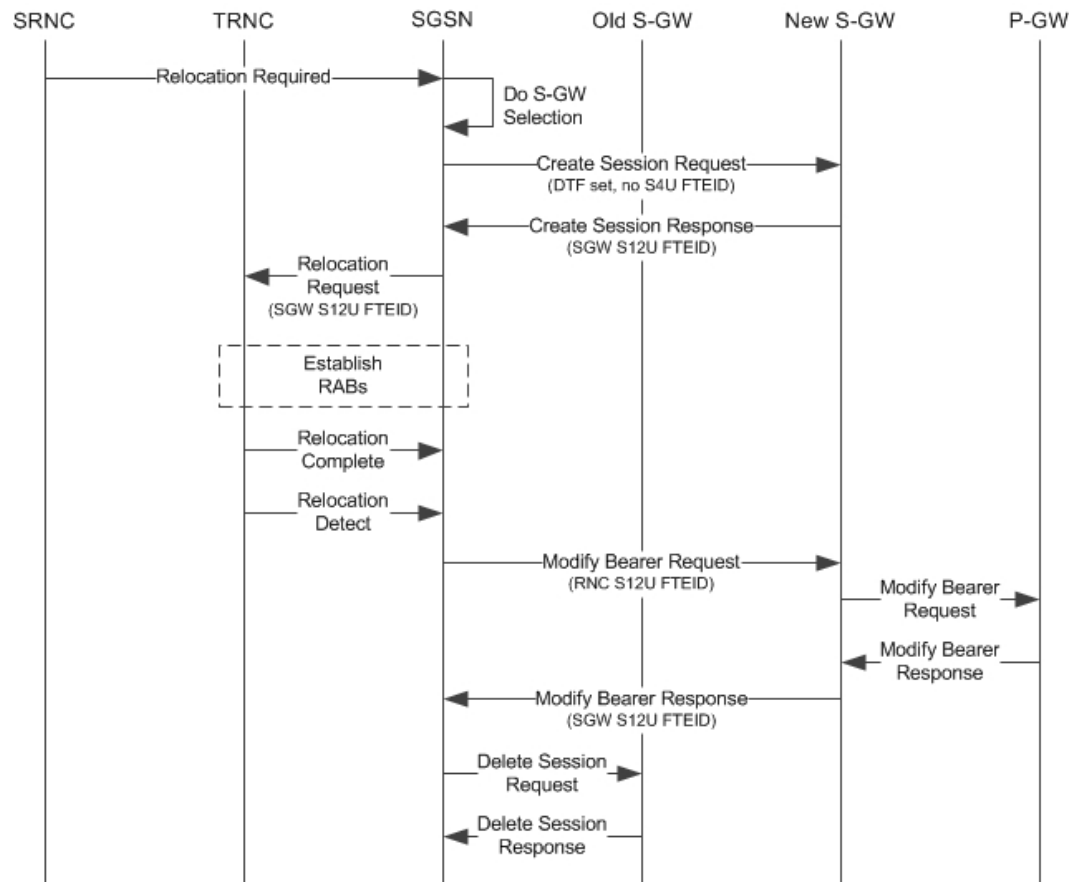 SRNC
TRNC
SGSN
Old S-GW
New S-GW
P-GW
Relocation Required
Do S-GW
Selection
Create Session Request
(DTF set, no S4U FTEID)
Create Session Response
(SGW S12U FTEID)
Relocation
Request
(SGW S12U FTEID)
Establish
RABs
Relocation
Complete
Relocation
Detect
Modify Bearer Request
(RNC S12U FTEID)
Modify Bearer
Request
Modify Bearer
Response
Modify Bearer Response
(SGW S12U FTEID)
Delete Session
Request
Delete Session
Response